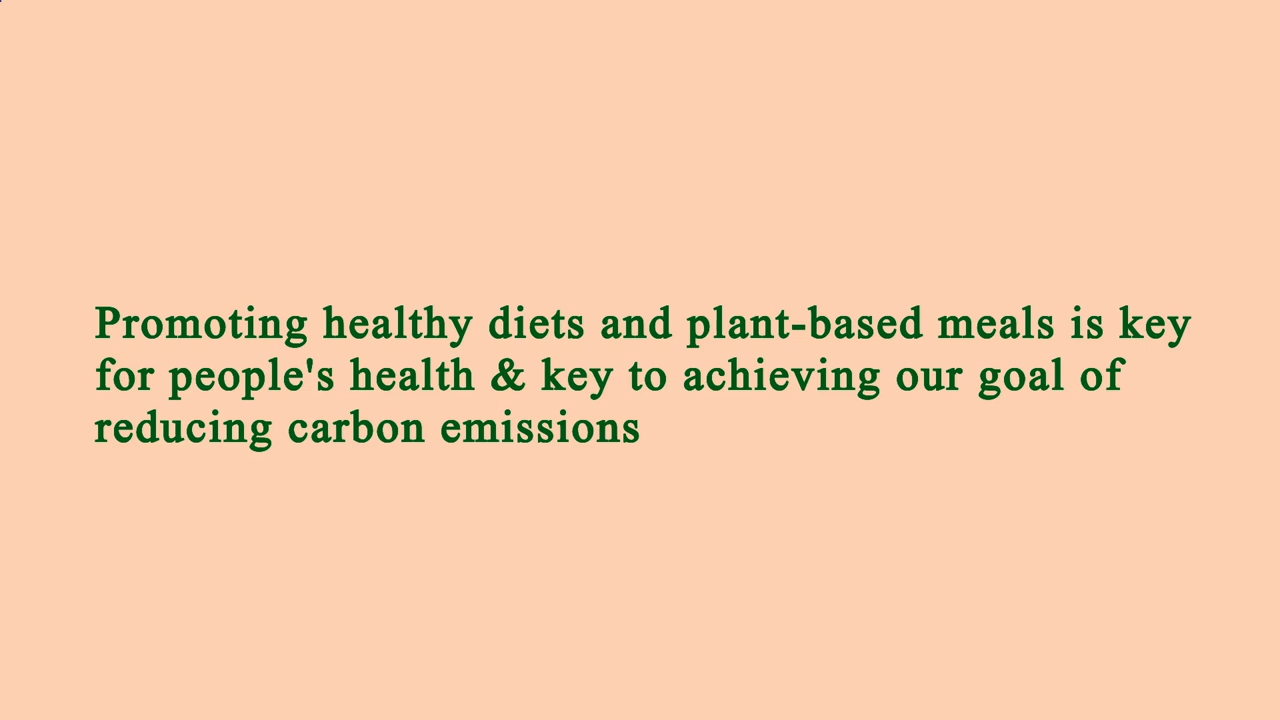 Promoting healthy diets and plant-based meals is key
for people's health & key to achieving our goal of
reducing carbon emissions